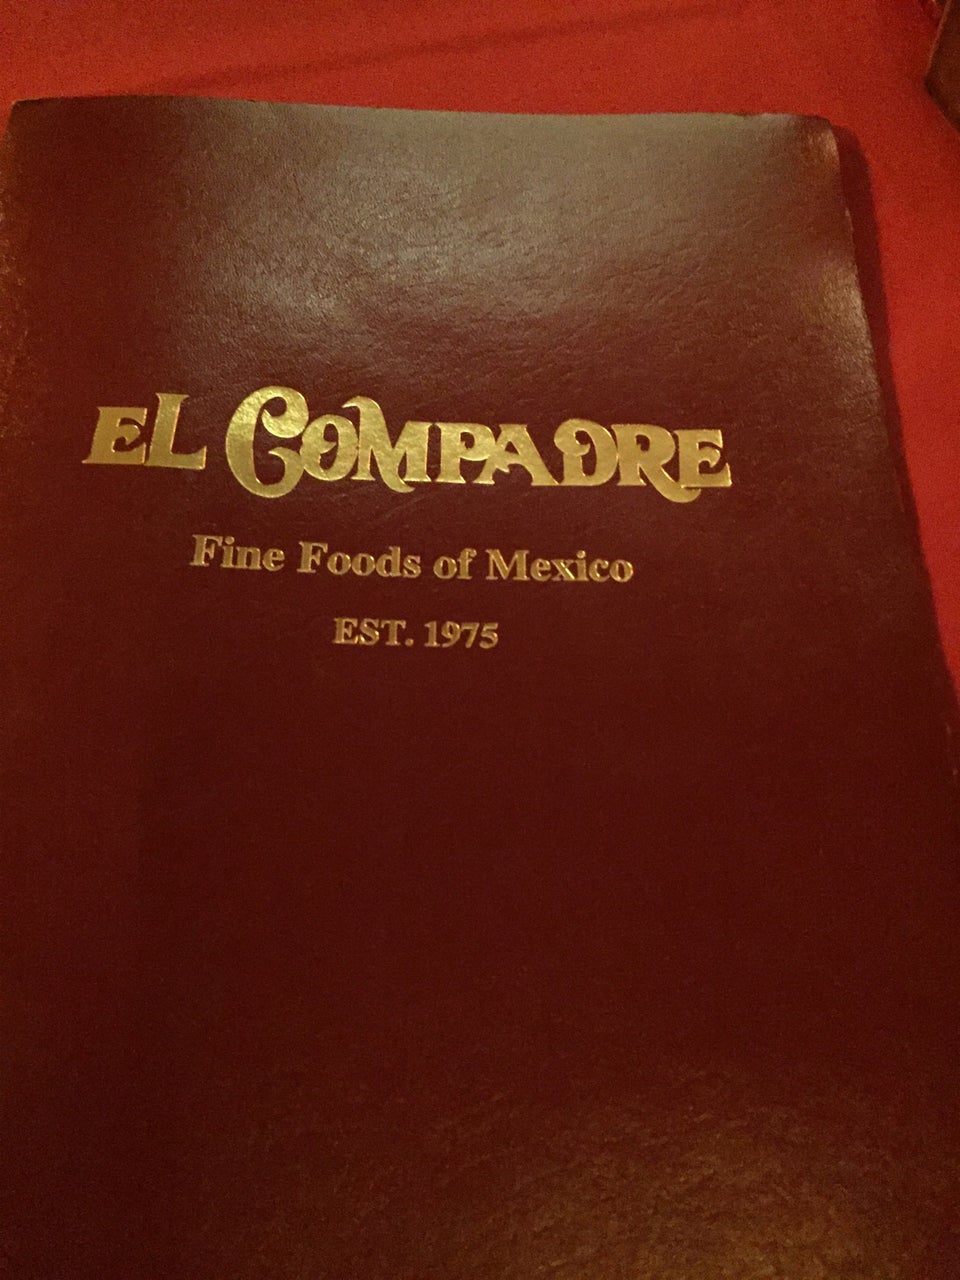 EL COMPADRE
Fine Foods of Mexico
EST. 1975